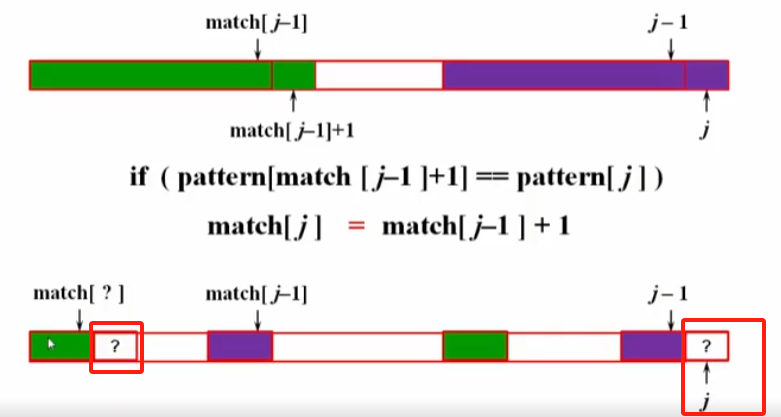 match[ j–1] j – 1
match[ j–1]+1 j
if ( pattern[match [ j–1 ]+1] == pattern[ j ] )
match[ j ] = match[ j–1 ] + 1
match[ ? ] match[ j–1] j – 1
? ?
j